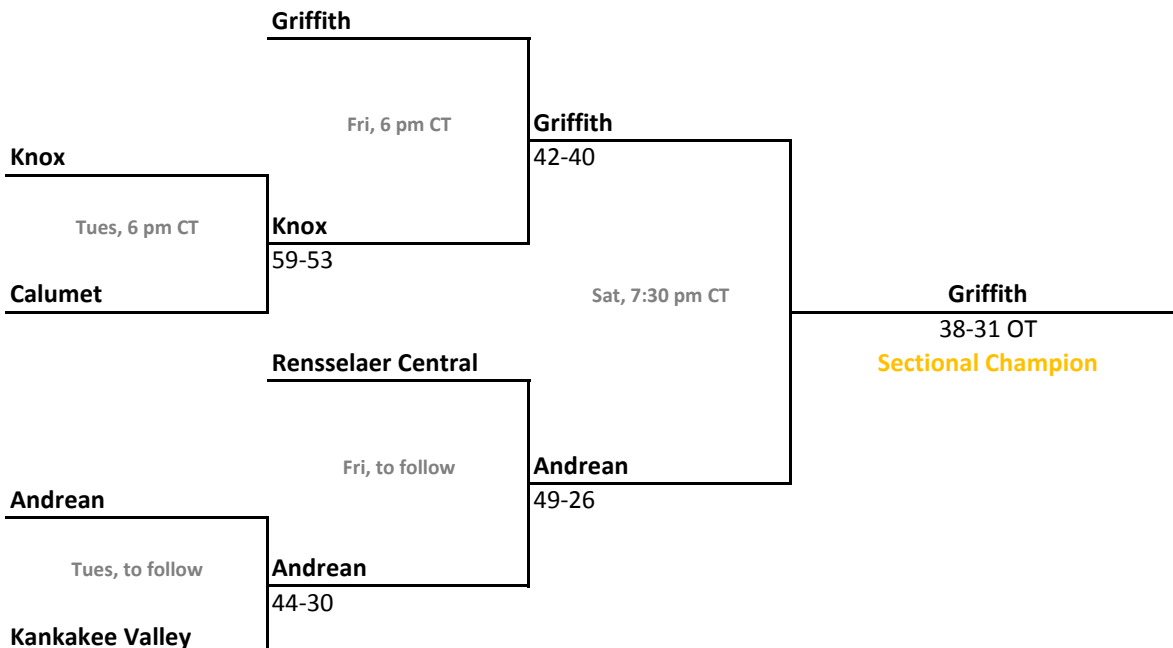 Griffith
Fri, 6 pm CT
Griffith
42-40
Knox
Tues, 6 pm CT
Knox
59-53
Calumet
Sat, 7:30 pm CT
Griffith
38-31 OT
Sectional Champion
Rensselaer Central
Fri, to follow
Andrean
49-26
Andrean
Tues, to follow
Andrean
44-30
Kankakee Valley